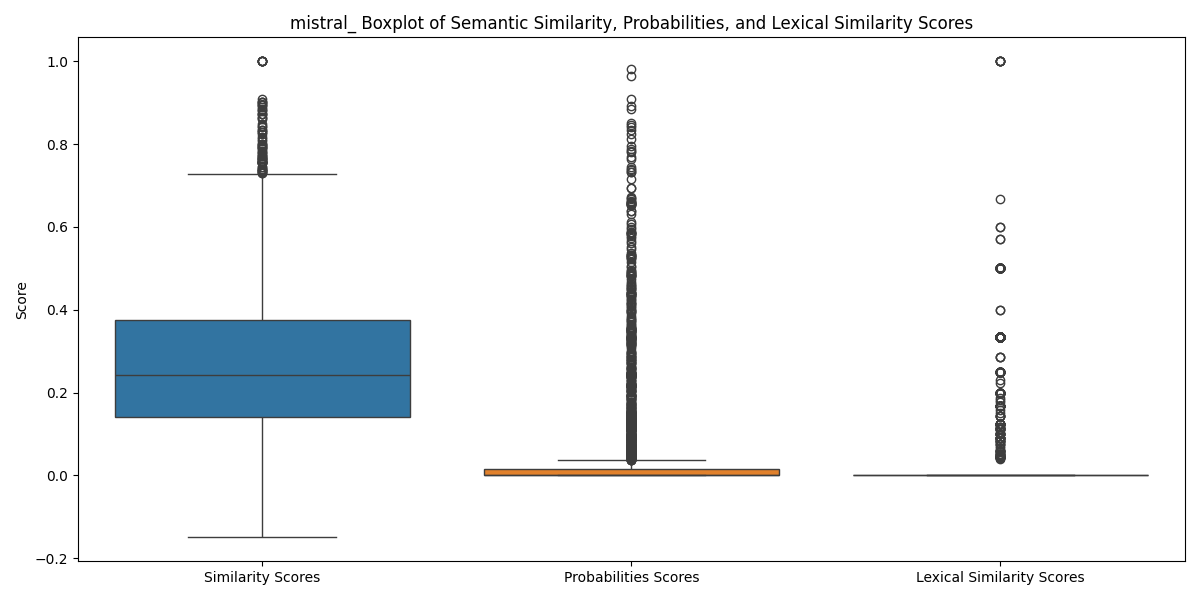 mistral_ Boxplot of Semantic Similarity, Probabilities, and Lexical Similarity Scores
Score
1.0
0.8
0.6
0.4
0.2
0.0
−0.2
Similarity Scores
Probabilities Scores
Lexical Similarity Scores